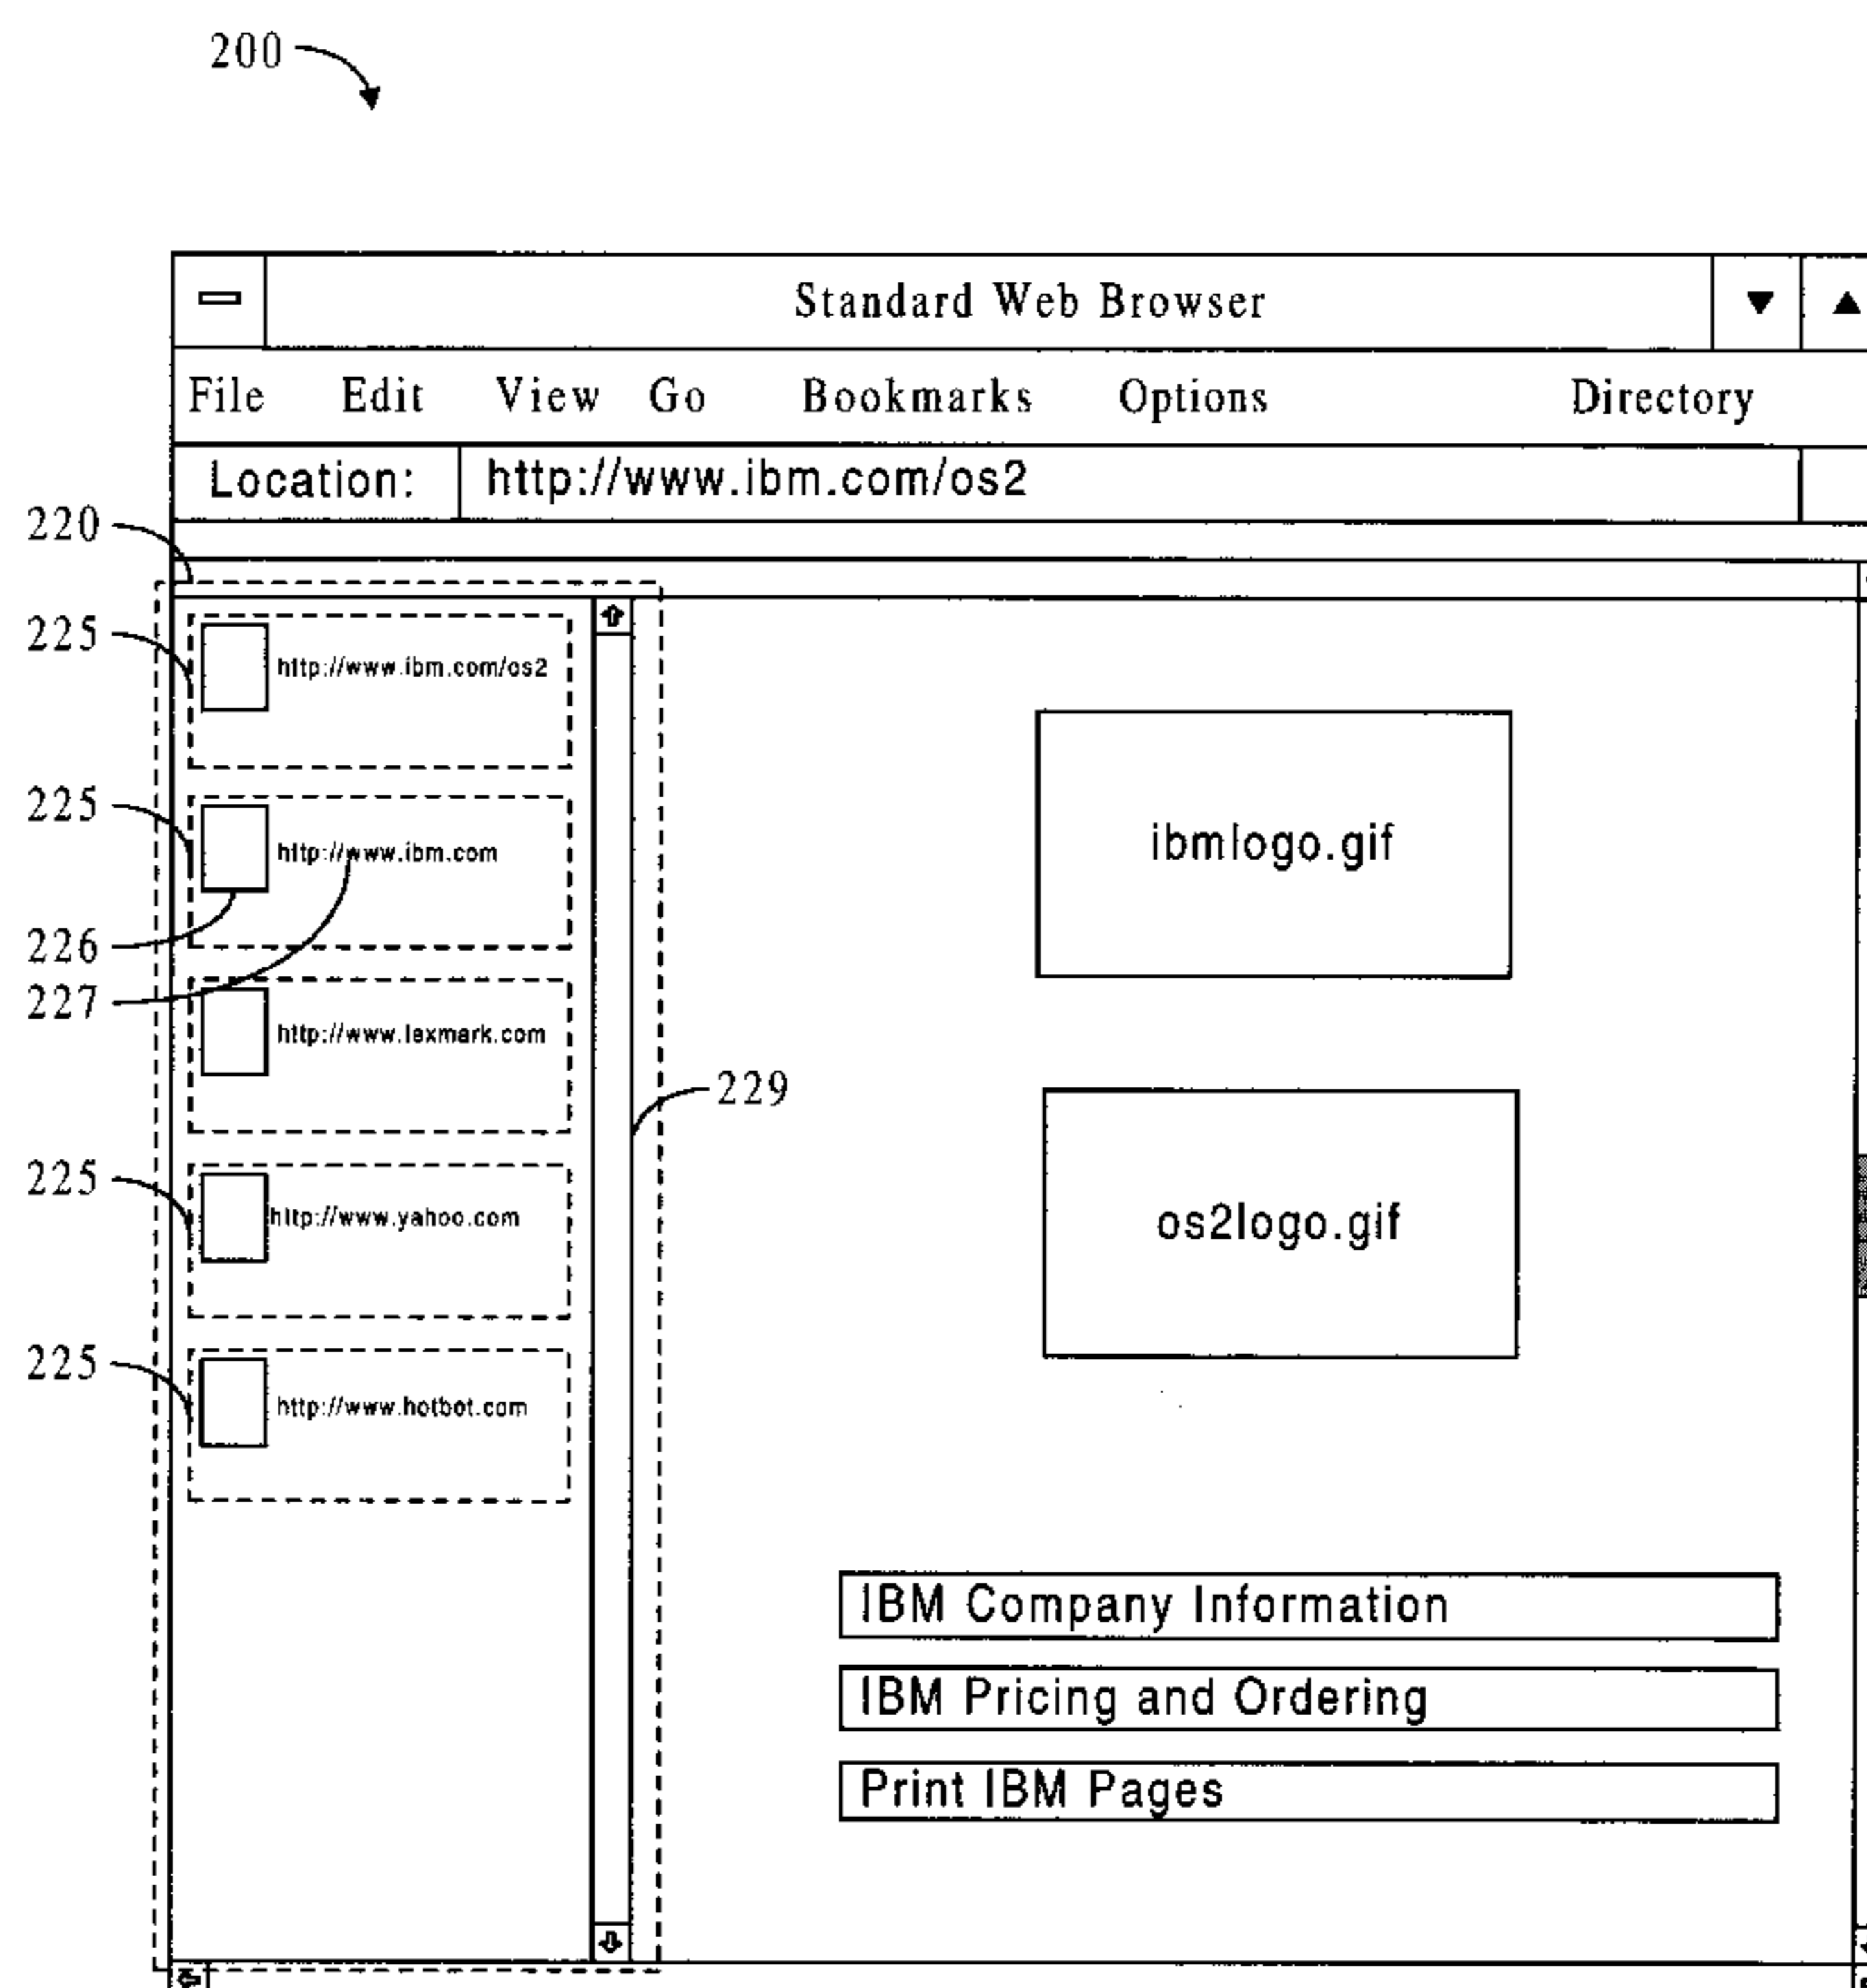 200
Standard Web Browser
File Edit View Go Bookmarks Options Directory
Location: http://www.ibm.com/os2
220
225
http://www.ibm.com/os2
225
http://www.ibm.com
226
227
http://www.lexmark.com
229
225
http://www.yahoo.com
225
http://www.hotbot.com
ibmlogo.gif
os2logo.gif
IBM Company Information
IBM Pricing and Ordering
Print IBM Pages